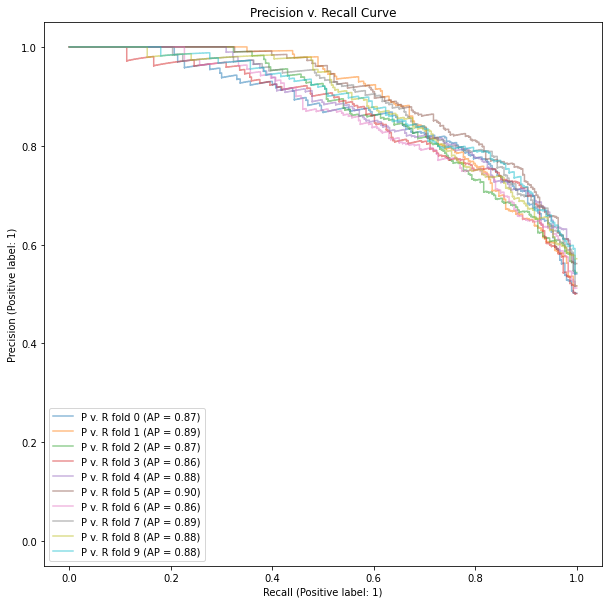 Precision v. Recall Curve
1.0
0.8
0.6
0.4
0.2
0.0
Precision (Positive label: 1)
P v. R fold 0 (AP = 0.87)
P v. R fold 1 (AP = 0.89)
P v. R fold 2 (AP = 0.87)
P v. R fold 3 (AP = 0.86)
P v. R fold 4 (AP = 0.88)
P v. R fold 5 (AP = 0.90)
P v. R fold 6 (AP = 0.86)
P v. R fold 7 (AP = 0.89)
P v. R fold 8 (AP = 0.88)
P v. R fold 9 (AP = 0.88)
0.0 0.2 0.4 0.6 0.8 1.0
Recall (Positive label: 1)